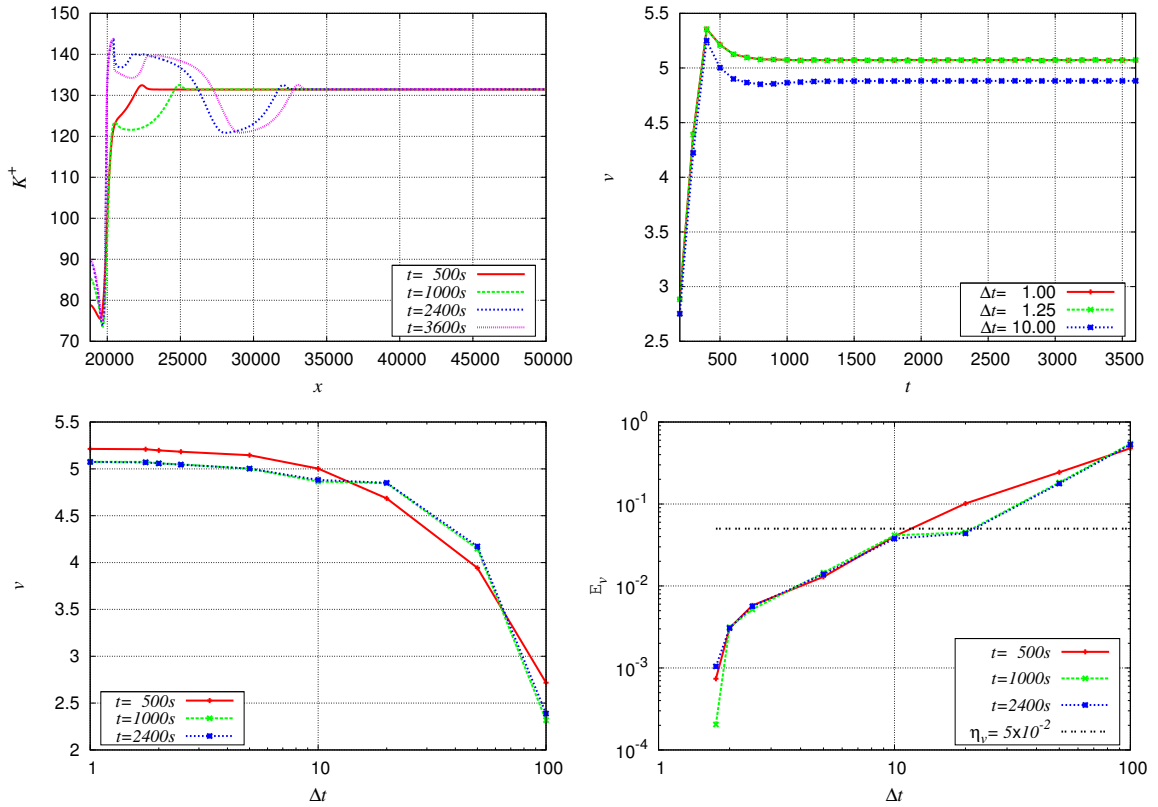 150
140
130
120
110
100
90
80
70
K+
20000 25000 30000 35000 40000 45000 50000
x
t= 500s
t=1000s
t=2400s
t=3600s
5.5
5
4.5
4
3.5
3
2.5
v
500 1000 1500 2000 2500 3000 3500
t
Δt= 1.00
Δt= 1.25
Δt= 10.00
5.5
5
4.5
4
3.5
3
2.5
2
v
1 10 100
Δt
t= 500s
t=1000s
t=2400s
10^0
10^-1
10^-2
10^-3
10^-4
E_v
1 10 100
Δt
t= 500s
t=1000s
t=2400s
η_v= 5x10^-2